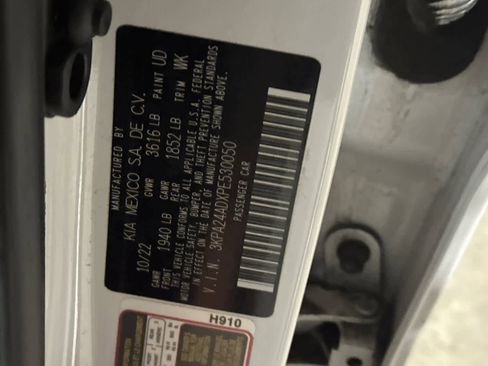 MANUFACTURED BY
KIA MEXICO S.A. DE C.V.
10/22 GVWR 3616 LB PAINT UD
GAWR FRONT 1940 LB GAWR REAR 1852 LB TRIM WK
THIS VEHICLE CONFORMS TO ALL APPLICABLE U.S.A. FEDERAL
MOTOR VEHICLE SAFETY, BUMPER, AND THEFT PREVENTION STANDARDS
IN EFFECT ON THE DATE OF MANUFACTURE SHOWN ABOVE.
V.I.N. 3KPA24ADXPE530050
PASSENGER CAR
H910